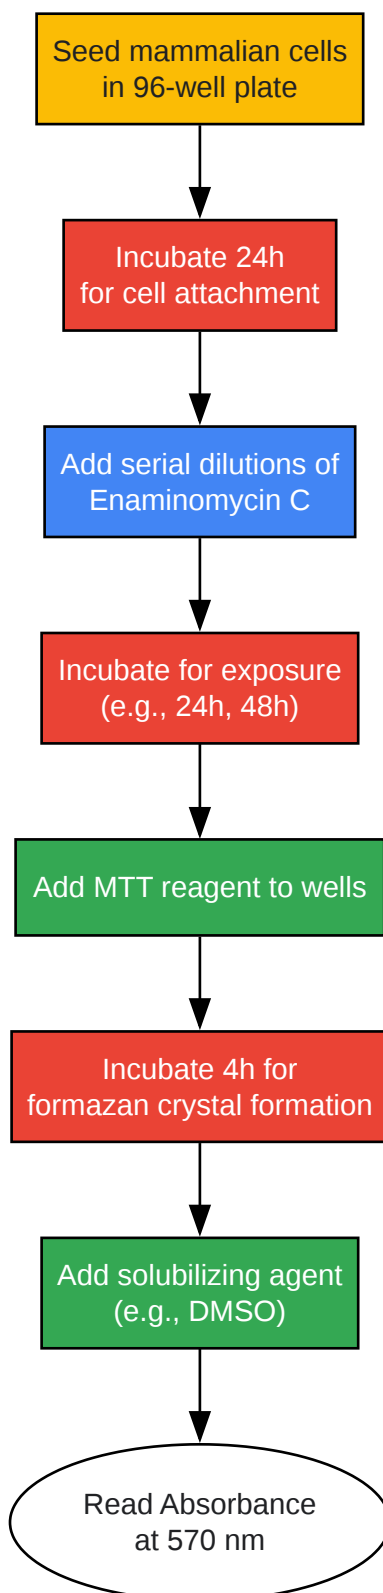 Seed mammalian cells
in 96-well plate
Incubate 24h
for cell attachment
Add serial dilutions of
Enaminomycin C
Incubate for exposure
(e.g., 24h, 48h)
Add MTT reagent to wells
Incubate 4h for
formazan crystal formation
Add solubilizing agent
(e.g., DMSO)
Read Absorbance
at 570 nm